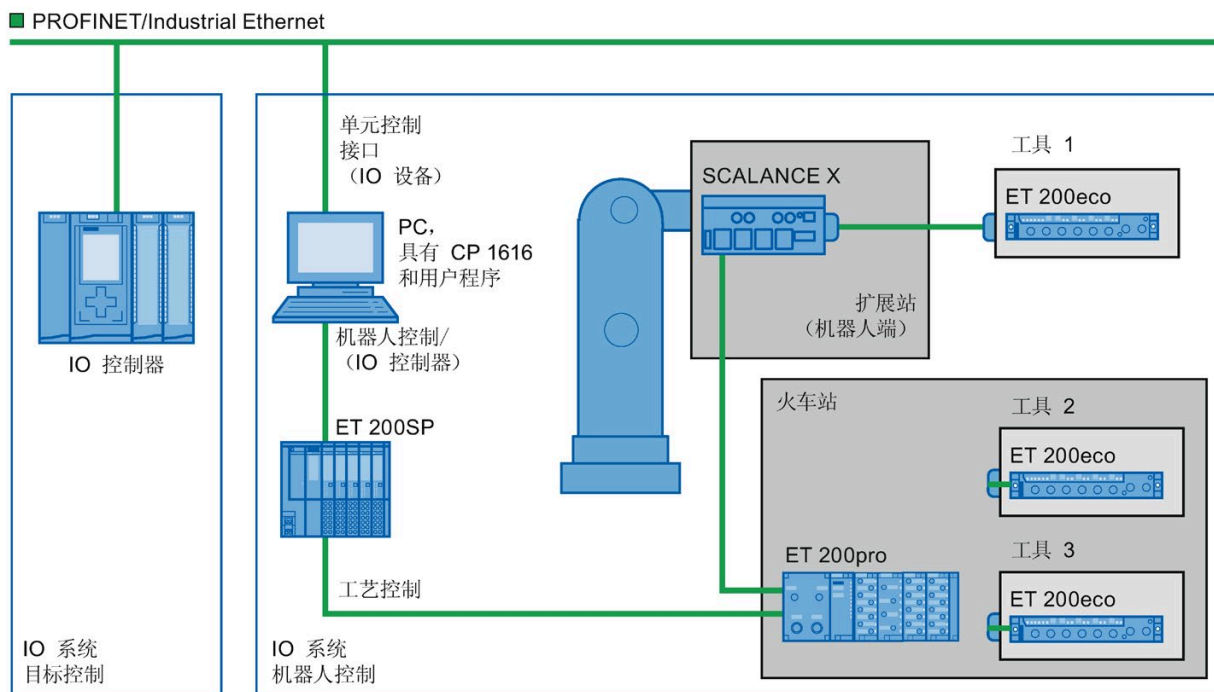 PROFINET/Industrial Ethernet
单元控制
接口
（IO 设备）
PC，
具有 CP 1616
和用户程序
机器人控制/
（IO 控制器）
IO 控制器
ET 200SP
工艺控制
IO 系统
目标控制
IO 系统
机器人控制
SCALANCE X
扩展站
（机器人端）
工具 1
ET 200eco
火车站
工具 2
ET 200eco
工具 3
ET 200eco
ET 200pro